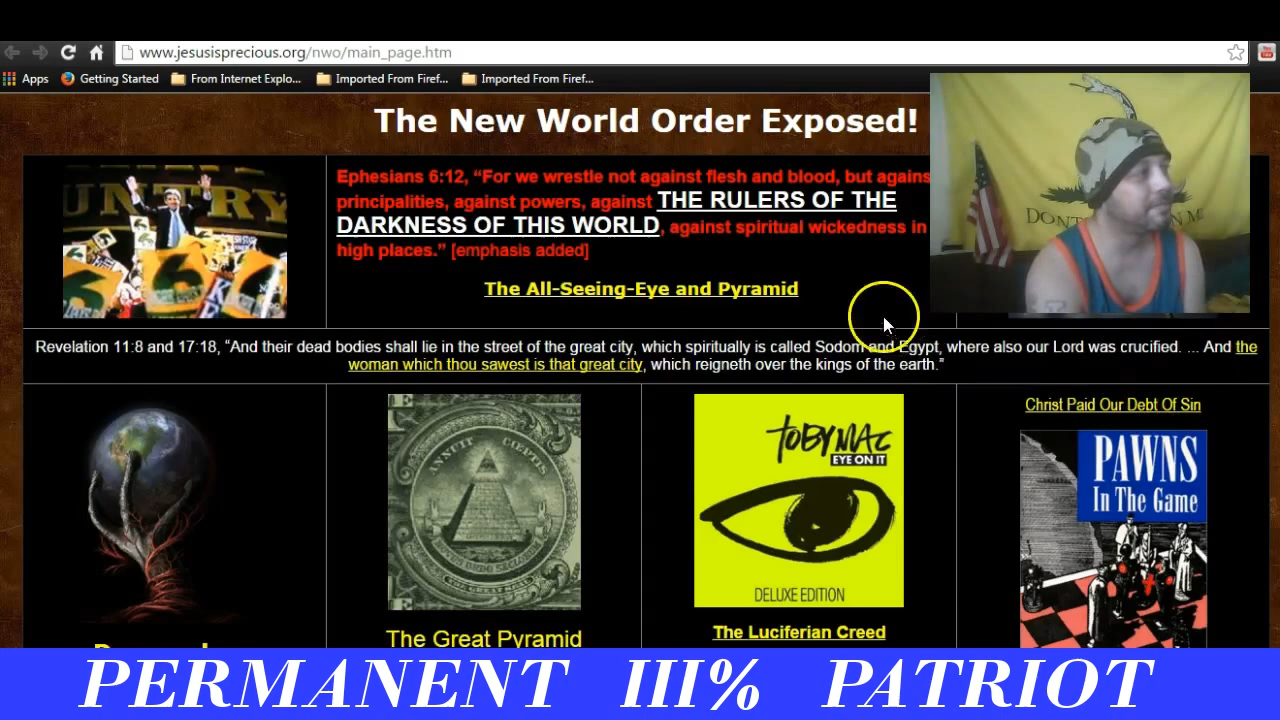 www.jesusisprecious.org/nwo/main_page.htm
Apps Getting Started From Internet Explo... Imported From Firef... Imported From Firef...
The New World Order Exposed!
UNTRY
6 6 6
Ephesians 6:12, “For we wrestle not against flesh and blood, but agains
principalities, against powers, against THE RULERS OF THE
DARKNESS OF THIS WORLD, against spiritual wickedness in
high places.” [emphasis added]
The All-Seeing-Eye and Pyramid
DON'T
Revelation 11:8 and 17:18, “And their dead bodies shall lie in the street of the great city, which spiritually is called Sodom and Egypt, where also our Lord was crucified. ... And the
woman which thou sawest is that great city, which reigneth over the kings of the earth.”
ANNUIT CŒPTIS
The Great Pyramid
TOBYMAC
EYE ON IT
DELUXE EDITION
The Luciferian Creed
Christ Paid Our Debt Of Sin
PAWNS
In The Game
PERMANENT III% PATRIOT